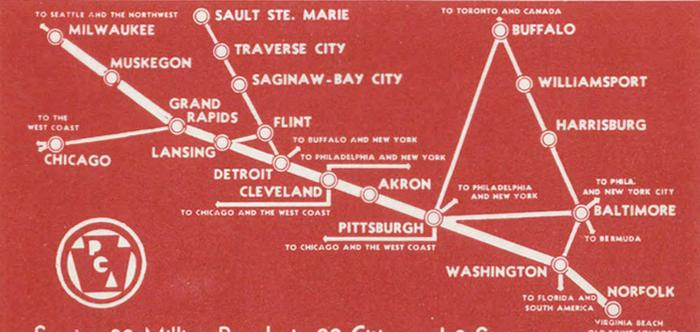 TO SEATTLE AND THE NORTHWEST
MILWAUKEE
SAULT STE. MARIE
TO TORONTO AND CANADA
BUFFALO
TRAVERSE CITY
MUSKEGON
SAGINAW-BAY CITY
WILLIAMSPORT
GRAND
RAPIDS
TO THE
WEST COAST
CHICAGO
FLINT
HARRISBURG
LANSING
TO BUFFALO AND NEW YORK
TO PHILADELPHIA AND NEW YORK
DETROIT
CLEVELAND
AKRON
TO CHICAGO AND THE WEST COAST
TO PHILADELPHIA
AND NEW YORK
TO PHILA.
AND NEW YORK CITY
BALTIMORE
PITTSBURGH
TO CHICAGO AND THE WEST COAST
TO BERMUDA
PCA
WASHINGTON
TO FLORIDA AND
SOUTH AMERICA
NORFOLK
VIRGINIA BEACH